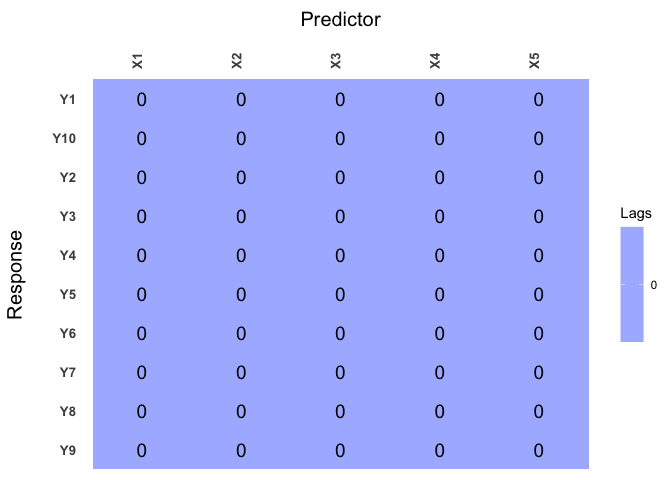 Predictor
X1 X2 X3 X4 X5
Response
Y1 0 0 0 0 0
Y10 0 0 0 0 0
Y2 0 0 0 0 0
Y3 0 0 0 0 0
Y4 0 0 0 0 0
Y5 0 0 0 0 0
Y6 0 0 0 0 0
Y7 0 0 0 0 0
Y8 0 0 0 0 0
Y9 0 0 0 0 0
Lags
0